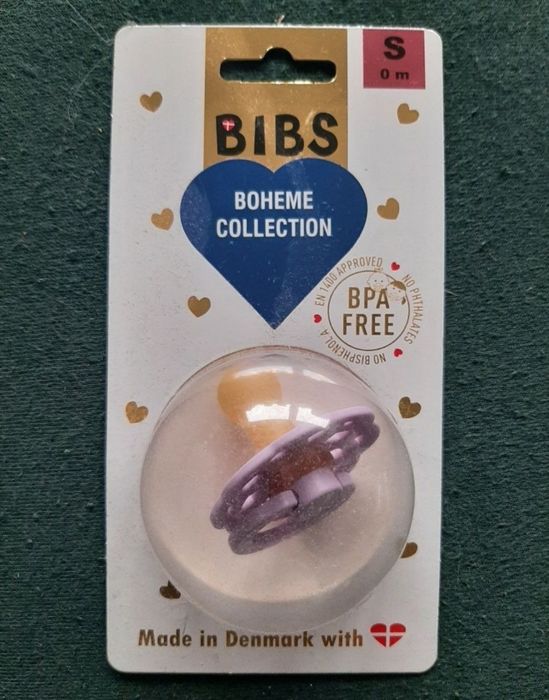 S
0 m
BIBS
BOHEME
COLLECTION
EN 1400 APPROVED
NO PHTHALATES
NO BISPHENOL A
BPA
FREE
Made in Denmark with